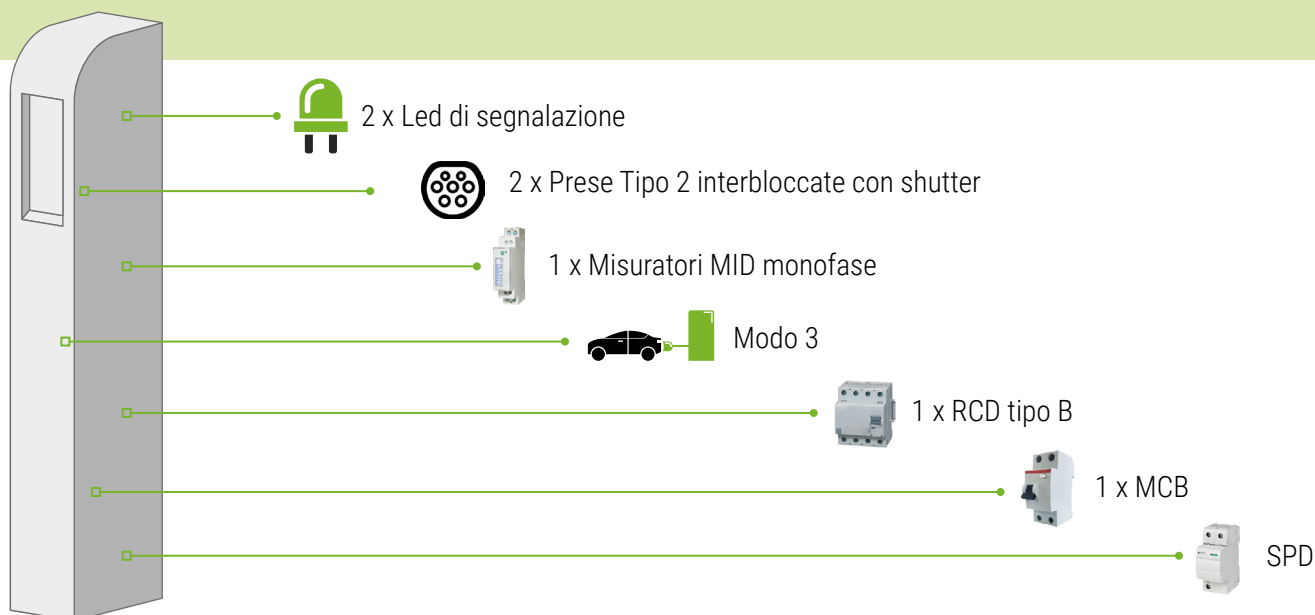 2 x Led di segnalazione
2 x Prese Tipo 2 interbloccate con shutter
1 x Misuratori MID monofase
Modo 3
1 x RCD tipo B
1 x MCB
SPD